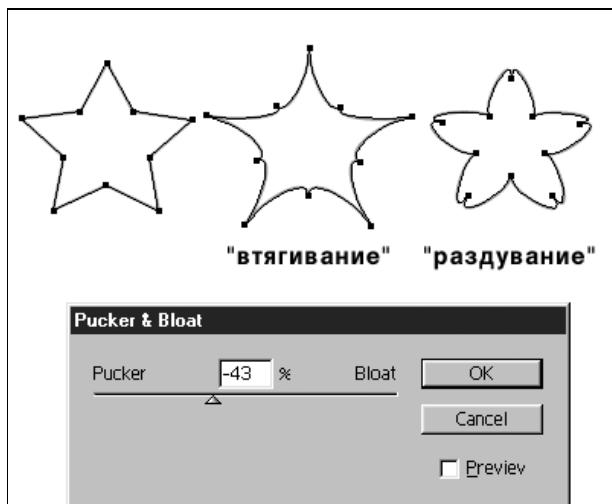 "втягивание" "раздувание"
Pucker & Bloat
Pucker -43 % Bloat OK
Cancel
Previev